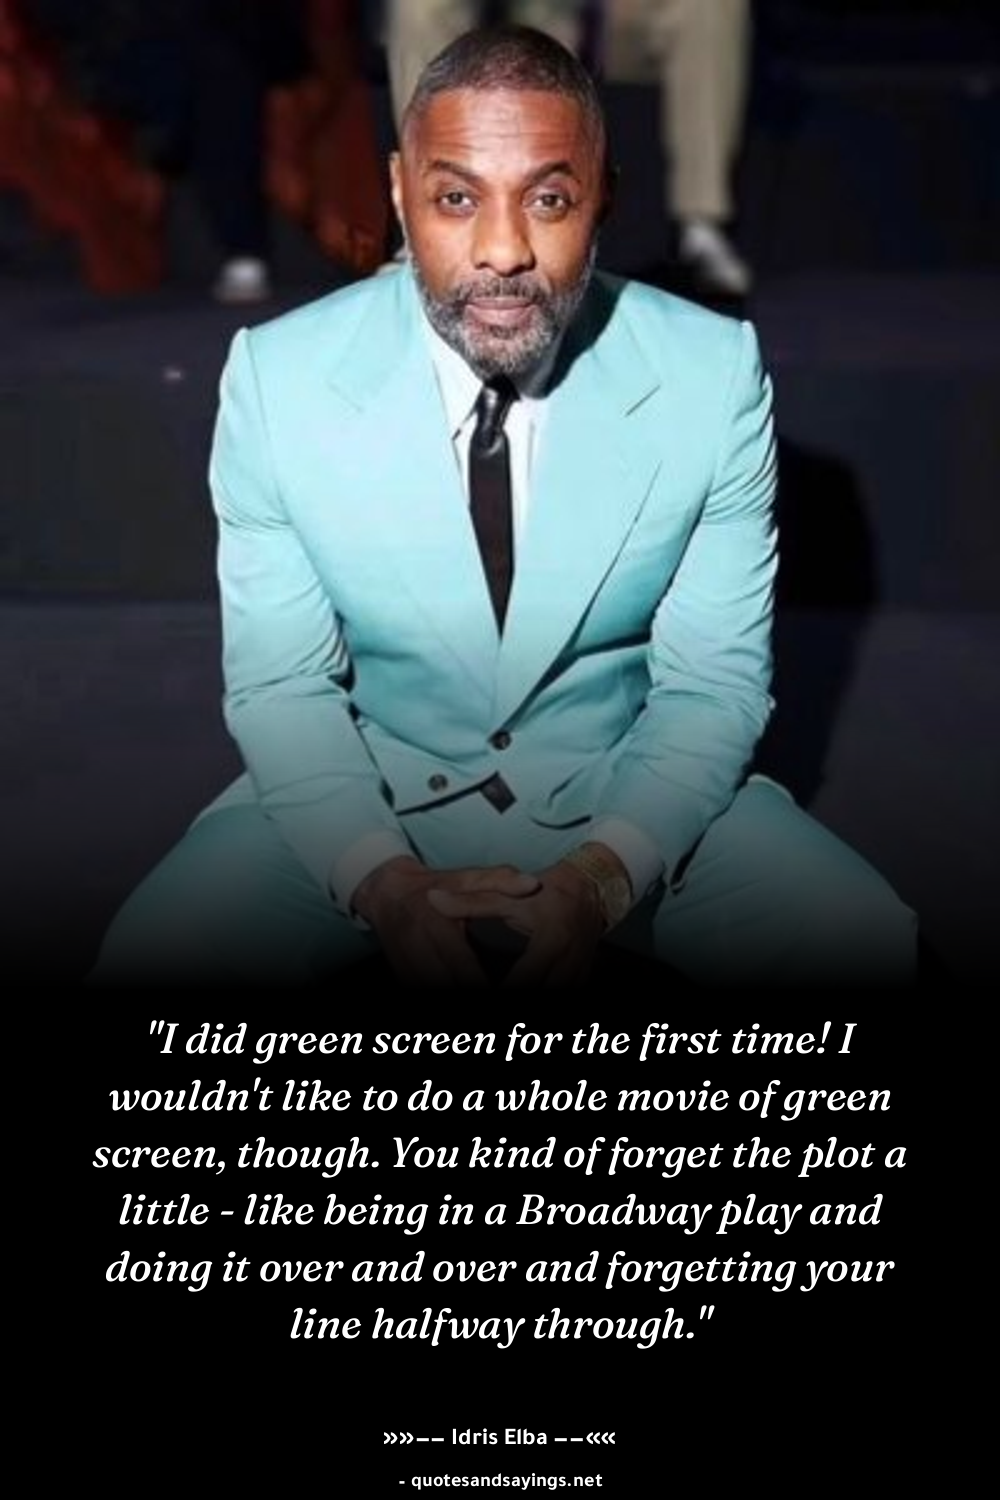 "I did green screen for the first time! I
wouldn't like to do a whole movie of green
screen, though. You kind of forget the plot a
little - like being in a Broadway play and
doing it over and over and forgetting your
line halfway through."
»»–– Idris Elba ––««
- quotesandsayings.net